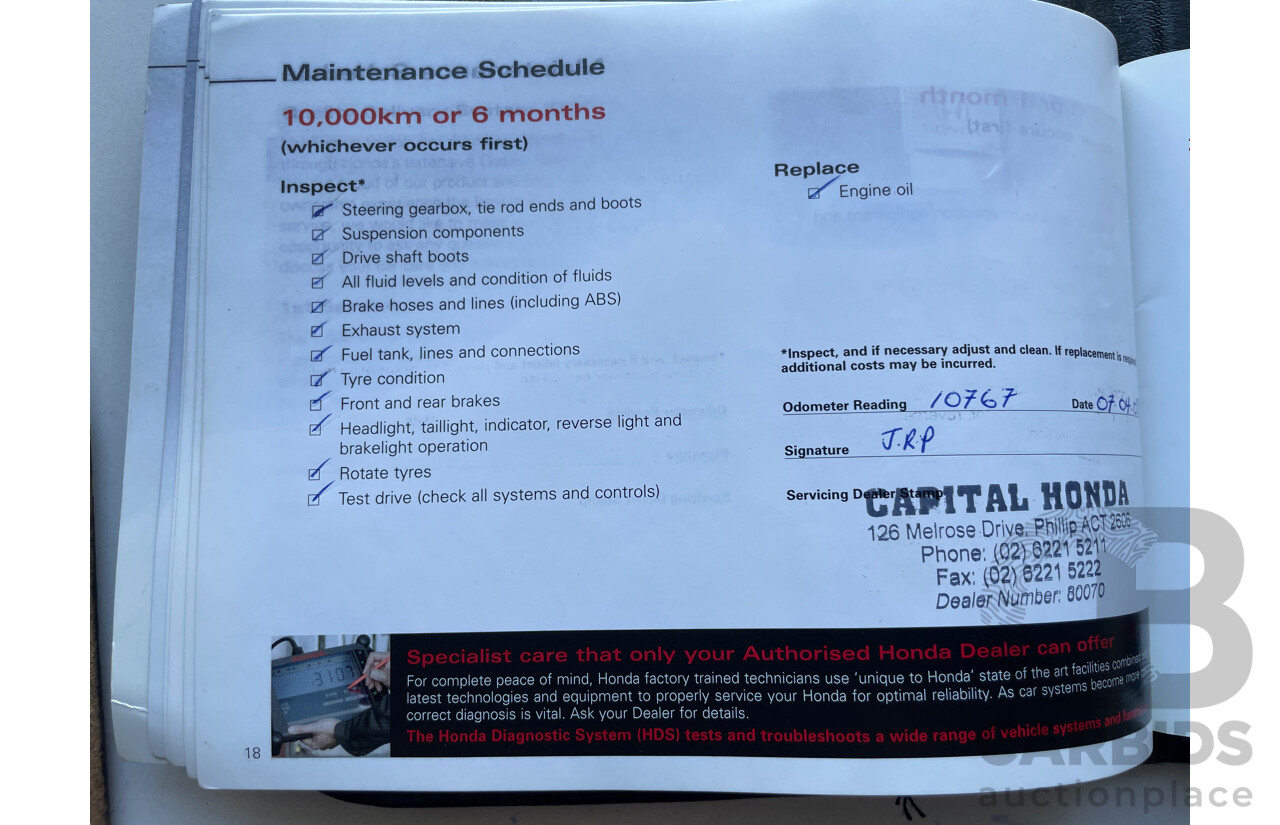 Maintenance Schedule
10,000km or 6 months
(whichever occurs first)
Inspect*
Steering gearbox, tie rod ends and boots
Suspension components
Drive shaft boots
All fluid levels and condition of fluids
Brake hoses and lines (including ABS)
Exhaust system
Fuel tank, lines and connections
Tyre condition
Front and rear brakes
Headlight, taillight, indicator, reverse light and
brakelight operation
Rotate tyres
Test drive (check all systems and controls)
Replace
Engine oil
*Inspect, and if necessary adjust and clean. If replacement is
additional costs may be incurred.
Odometer Reading 10767 Date 07.04.
Signature J.R.P
Servicing Dealer Stamp
CAPITAL HONDA
126 Melrose Drive, Phillip ACT 2606
Phone: (02) 6221 5211
Fax: (02) 6221 5222
Dealer Number: 80070
Specialist care that only your Authorised Honda Dealer can offer
For complete peace of mind, Honda factory trained technicians use ‘unique to Honda’ state of the art facilities combined
latest technologies and equipment to properly service your Honda for optimal reliability. As car systems become more
correct diagnosis is vital. Ask your Dealer for details.
The Honda Diagnostic System (HDS) tests and troubleshoots a wide range of vehicle systems and
18
CARBIDS
auctionplace